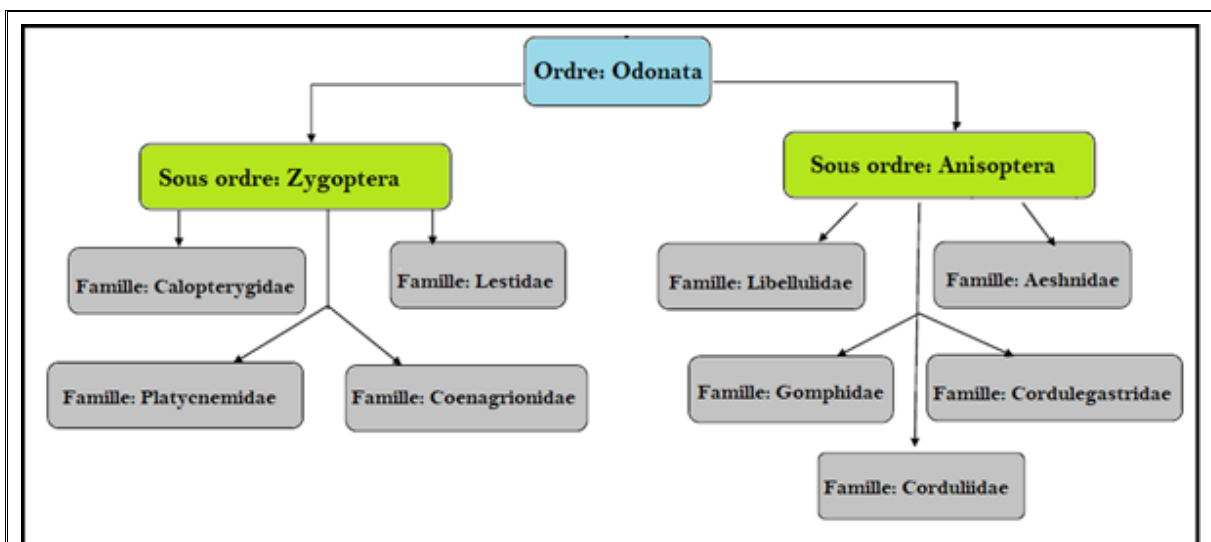 Ordre: Odonata
Sous ordre: Zygoptera
Sous ordre: Anisoptera
Famille: Calopterygidae
Famille: Lestidae
Famille: Libellulidae
Famille: Aeshnidae
Famille: Platycnemidae
Famille: Coenagrionidae
Famille: Gomphidae
Famille: Cordulegastridae
Famille: Corduliidae